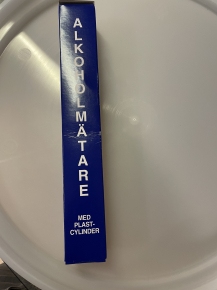 ALKOHOLMÄTARE
MED
PLAST-
CYLINDER